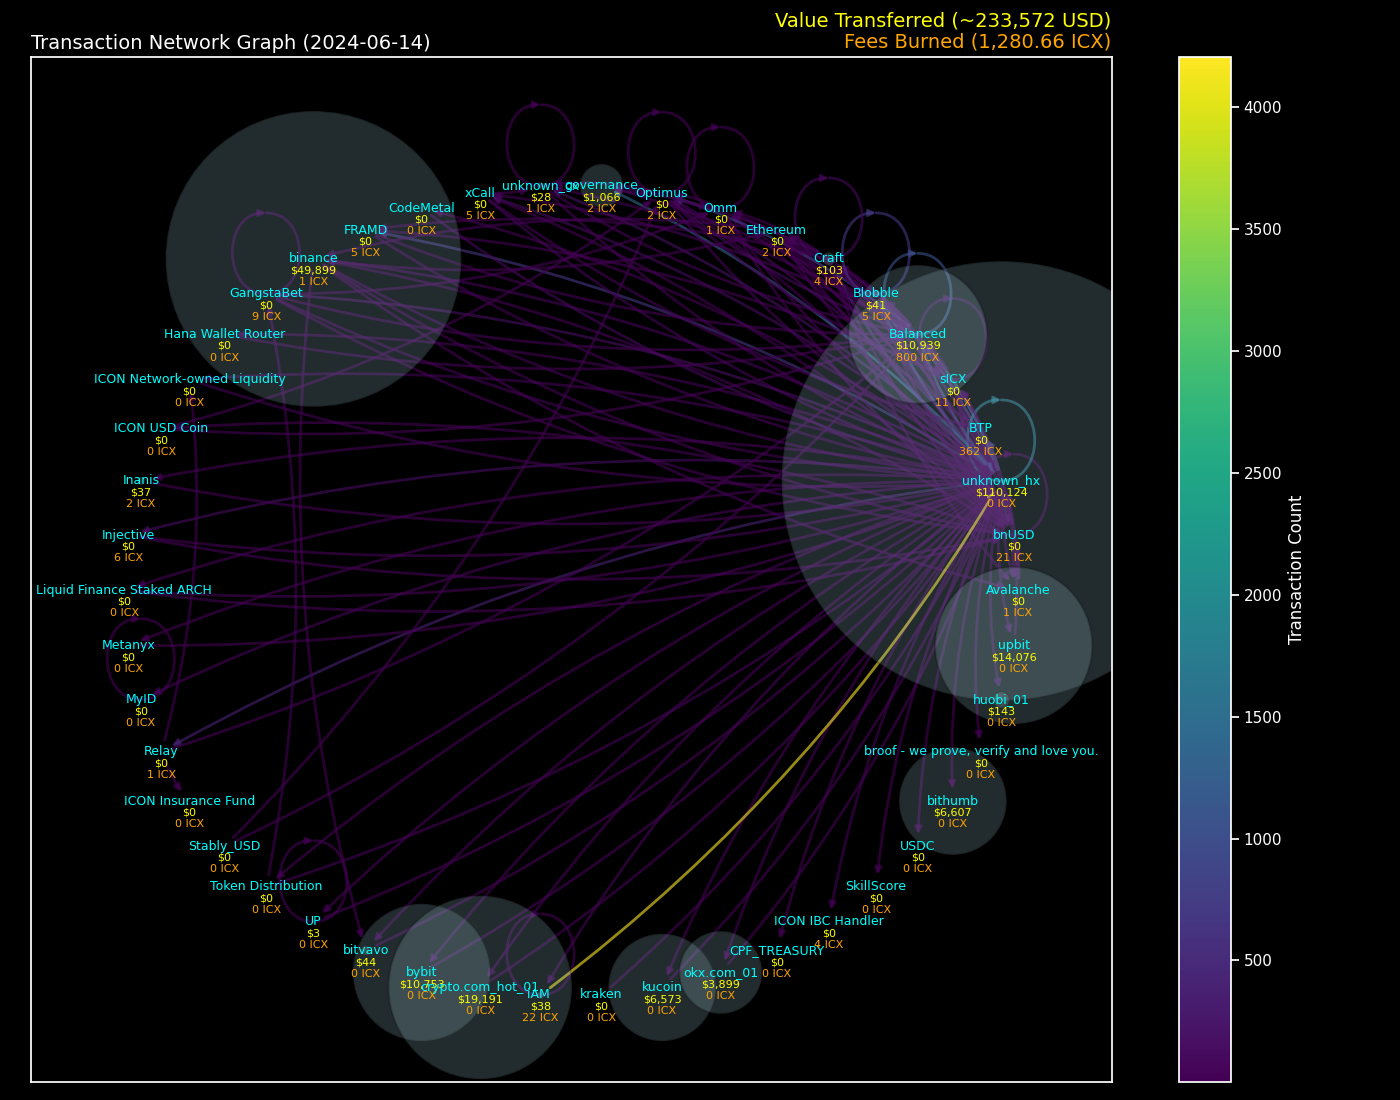 Value Transferred (~233,572 USD)
Transaction Network Graph (2024-06-14)
Fees Burned (1,280.66 ICX)
unknown_cx
$28
1 ICX
governance
$1,066
2 ICX
xCall
$0
5 ICX
Optimus
$0
2 ICX
CodeMetal
$0
0 ICX
Omm
$0
1 ICX
FRAMD
$0
5 ICX
Ethereum
$0
2 ICX
binance
$49,899
1 ICX
Craft
$103
4 ICX
GangstaBet
$0
9 ICX
Blobble
$41
5 ICX
Hana Wallet Router
$0
0 ICX
Balanced
$10,939
800 ICX
ICON Network-owned Liquidity
$0
0 ICX
sICX
$0
11 ICX
ICON USD Coin
$0
0 ICX
BTP
$0
362 ICX
Inanis
$37
2 ICX
unknown_hx
$110,124
0 ICX
Injective
$0
6 ICX
bnUSD
$0
21 ICX
Liquid Finance Staked ARCH
$0
0 ICX
Avalanche
$0
1 ICX
Metanyx
$0
0 ICX
upbit
$14,076
0 ICX
MyID
$0
0 ICX
huobi_01
$143
0 ICX
Relay
$0
1 ICX
broof - we prove, verify and love you.
$0
0 ICX
ICON Insurance Fund
$0
0 ICX
bithumb
$6,607
0 ICX
Stably_USD
$0
0 ICX
USDC
$0
0 ICX
Token Distribution
$0
0 ICX
SkillScore
$0
0 ICX
UP
$3
0 ICX
ICON IBC Handler
$0
4 ICX
bitvavo
$44
0 ICX
CPF_TREASURY
$0
0 ICX
bybit
$10,753
0 ICX
okx.com_01
$3,899
0 ICX
crypto.com_hot_01
$19,191
0 ICX
IAM
$38
22 ICX
kraken
$0
0 ICX
kucoin
$6,573
0 ICX
4000
3500
3000
2500
2000
1500
1000
500
Transaction Count